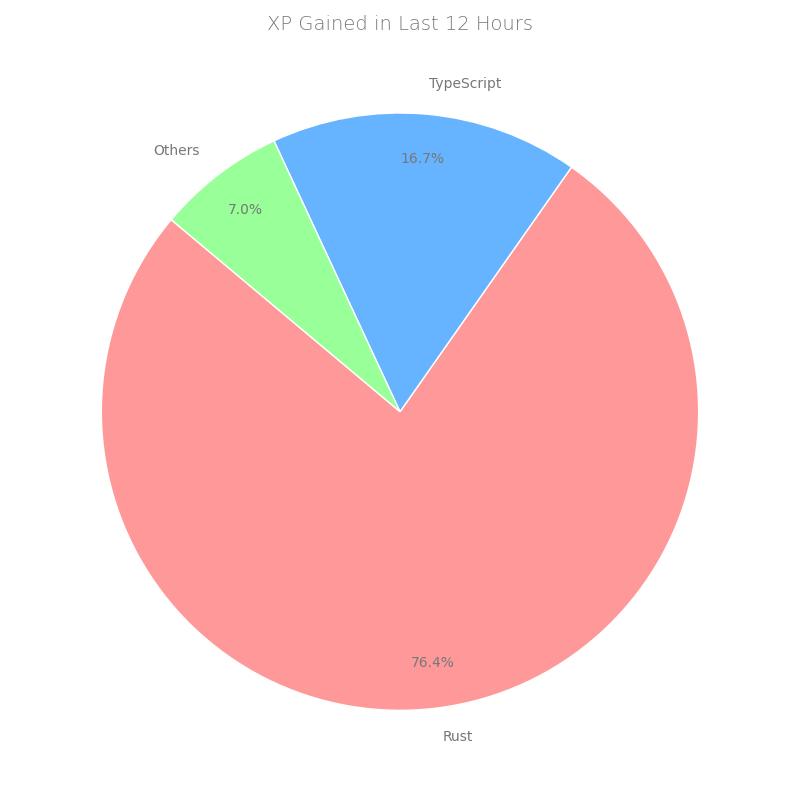 XP Gained in Last 12 Hours
TypeScript
Others
16.7%
7.0%
76.4%
Rust